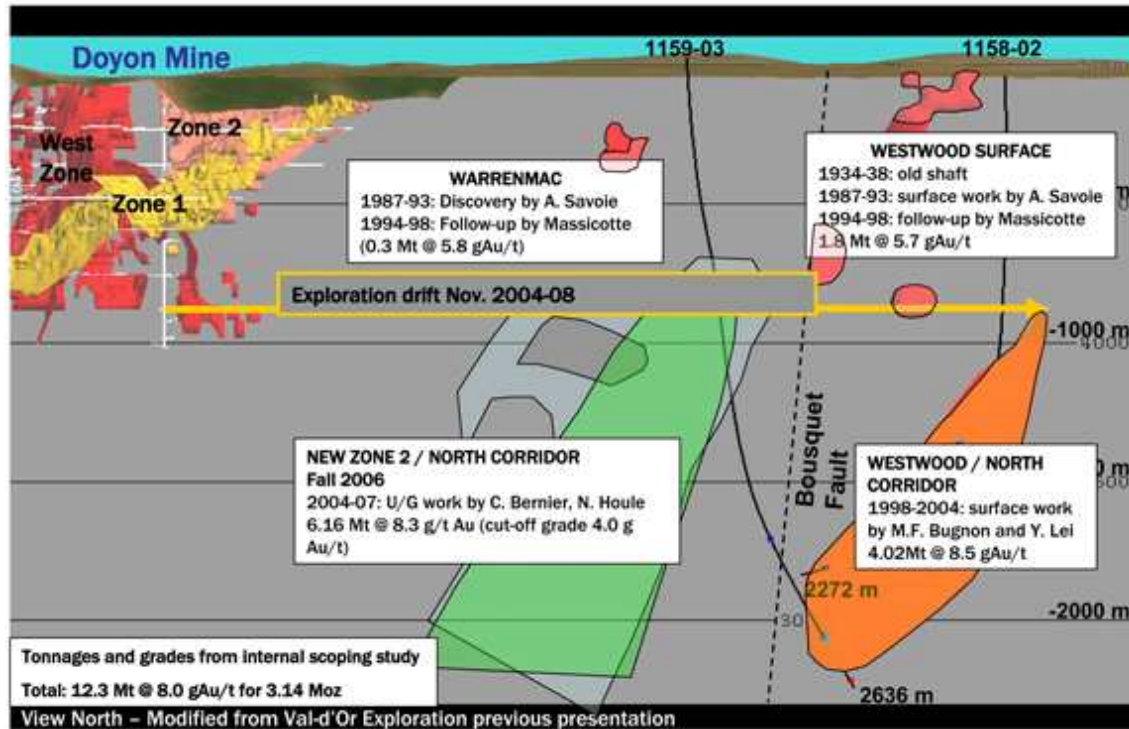 Doyon Mine
1159-03
1158-02
Zone 2
West
Zone
Zone 1
WARRENMAC
1987-93: Discovery by A. Savoie
1994-98: Follow-up by Massicotte
(0.3 Mt @ 5.8 gAu/t)
WESTWOOD SURFACE
1934-38: old shaft
1987-93: surface work by A. Savoie
1994-98: follow-up by Massicotte
1.8 Mt @ 5.7 gAu/t
Exploration drift Nov. 2004-08
-1000 m
NEW ZONE 2 / NORTH CORRIDOR
Fall 2006
2004-07: U/G work by C. Bernier, N. Houle
6.16 Mt @ 8.3 g/t Au (cut-off grade 4.0 g
Au/t)
Bousquet
Fault
WESTWOOD / NORTH
CORRIDOR
1998-2004: surface work
by M.F. Bugnon and Y. Lei
4.02Mt @ 8.5 gAu/t
2272 m
-2000 m
2636 m
Tonnages and grades from internal scoping study
Total: 12.3 Mt @ 8.0 gAu/t for 3.14 Moz
View North – Modified from Val-d'Or Exploration previous presentation